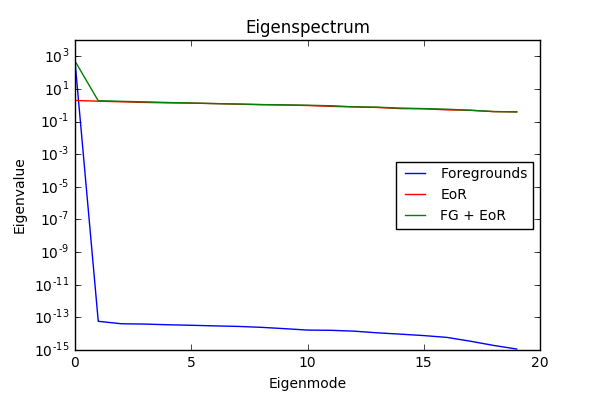 Eigenspectrum
Eigenvalue
10^3
10^1
10^-1
10^-3
10^-5
10^-7
10^-9
10^-11
10^-13
10^-15
Foregrounds
EoR
FG + EoR
0 5 10 15 20
Eigenmode